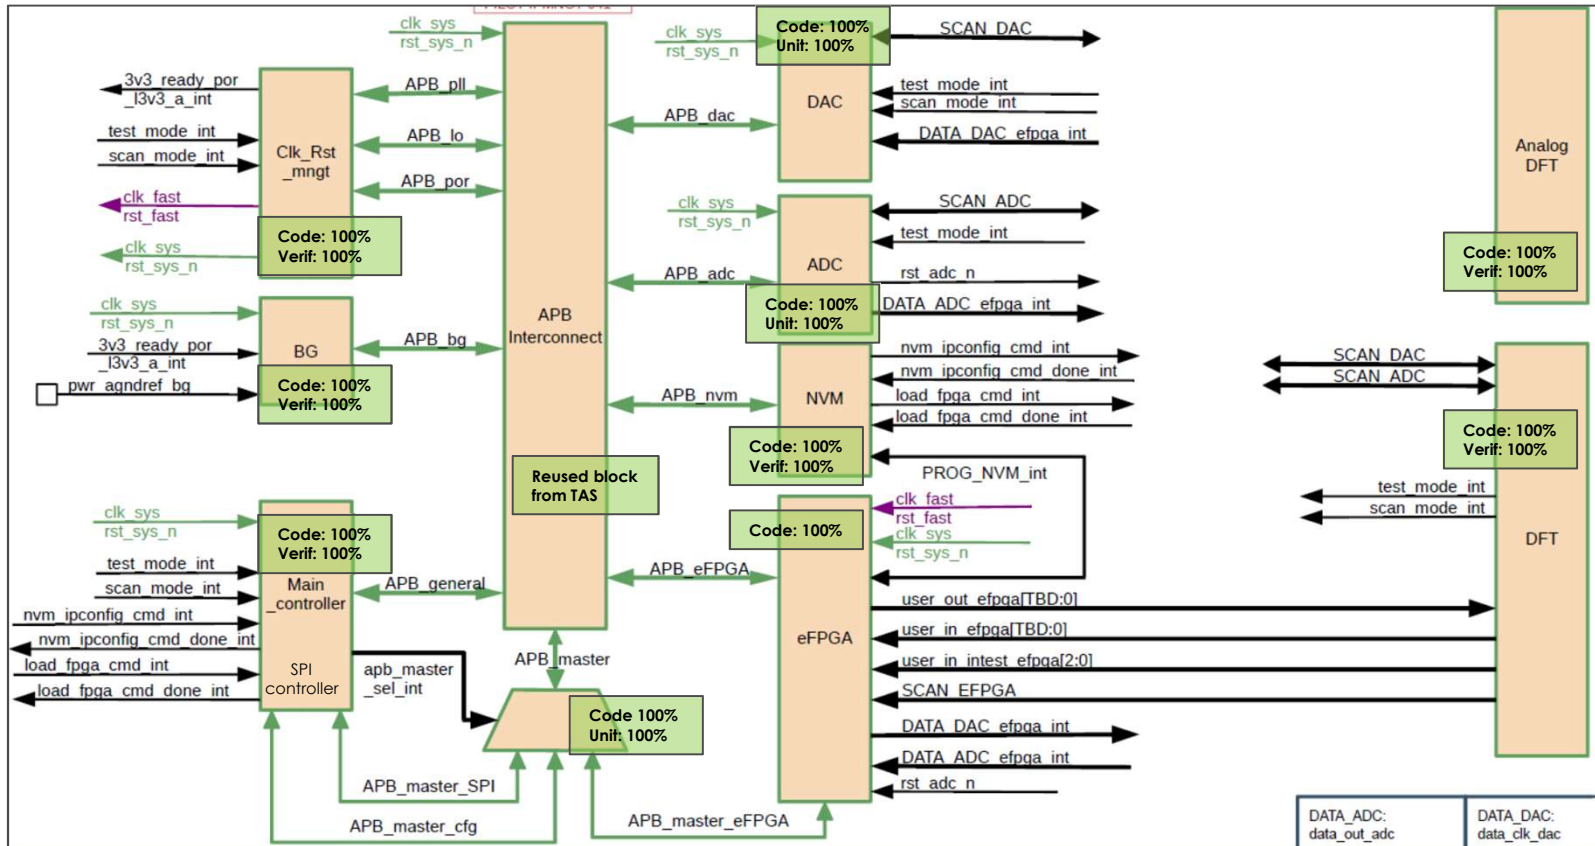 clk_sys
rst_sys_n
3v3_ready_por
_l3v3_a_int
test_mode_int
scan_mode_int
clk_fast
rst_fast
clk_sys
rst_sys_n
Clk_Rst
_mngt
Code: 100%
Verif: 100%
APB_pll
APB_lo
APB_por
clk_sys
rst_sys_n
3v3_ready_por
_l3v3_a_int
pwr_agndref_bg
BG
Code: 100%
Verif: 100%
APB_bg
clk_sys
rst_sys_n
test_mode_int
scan_mode_int
nvm_ipconfig_cmd_int
nvm_ipconfig_cmd_done_int
load_fpga_cmd_int
load_fpga_cmd_done_int
Code: 100%
Verif: 100%
Main
_controller
SPI
controller
APB_general
apb_master
_sel_int
APB
Interconnect
Reused block
from TAS
APB_master
Code 100%
Unit: 100%
APB_master_SPI
APB_master_cfg
APB_master_eFPGA
clk_sys
rst_sys_n
Code: 100%
Unit: 100%
DAC
APB_dac
SCAN_DAC
test_mode_int
scan_mode_int
DATA_DAC_efpga_int
clk_sys
rst_sys_n
ADC
APB_adc
Code: 100%
Unit: 100%
SCAN_ADC
test_mode_int
rst_adc_n
DATA_ADC_efpga_int
NVM
APB_nvm
Code: 100%
Verif: 100%
nvm_ipconfig_cmd_int
nvm_ipconfig_cmd_done_int
load_fpga_cmd_int
load_fpga_cmd_done_int
PROG_NVM_int
Code: 100%
clk_fast
rst_fast
clk_sys
rst_sys_n
APB_eFPGA
eFPGA
user_out_efpga[TBD:0]
user_in_efpga[TBD:0]
user_in_intest_efpga[2:0]
SCAN_EFPGA
DATA_DAC_efpga_int
DATA_ADC_efpga_int
rst_adc_n
Analog
DFT
Code: 100%
Verif: 100%
SCAN_DAC
SCAN_ADC
Code: 100%
Verif: 100%
test_mode_int
scan_mode_int
DFT
DATA_ADC:
data_out_adc
DATA_DAC:
data_clk_dac